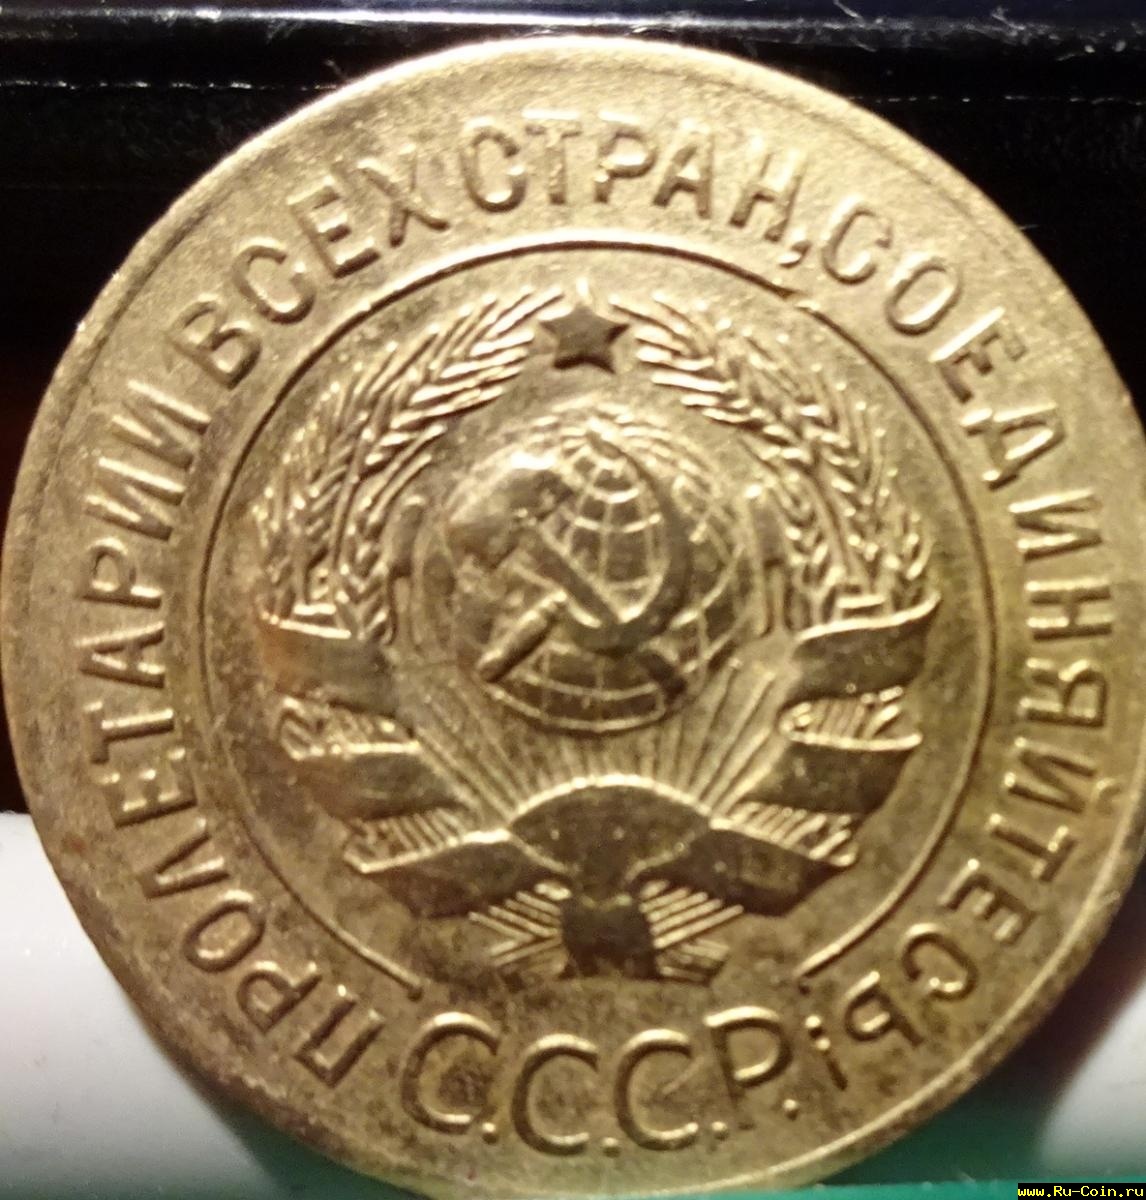 ПРОЛЕТАРИИ ВСЕХ СТРАН, СОЕДИНЯЙТЕСЬ!
С.С.С.Р.
www.Ru-Coin.ru